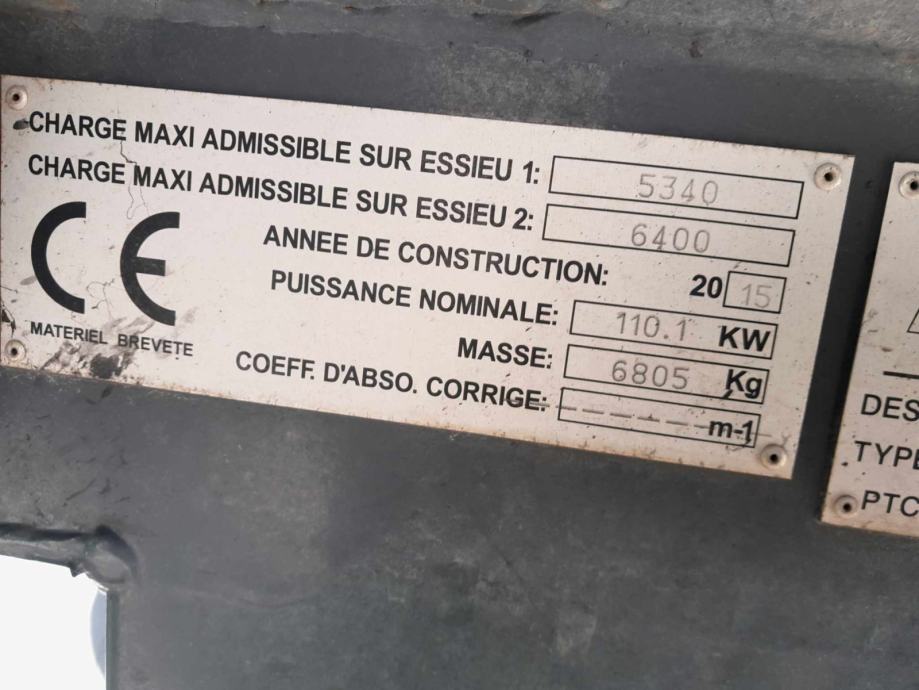 CHARGE MAXI ADMISSIBLE SUR ESSIEU 1: 5340
CHARGE MAXI ADMISSIBLE SUR ESSIEU 2: 6400
ANNEE DE CONSTRUCTION: 20 15
PUISSANCE NOMINALE: 110.1 KW
MASSE: 6805 Kg
COEFF. D'ABSO. CORRIGE: ------ m-1
CE
MATERIEL BREVETE
DES
TYPE
PTC